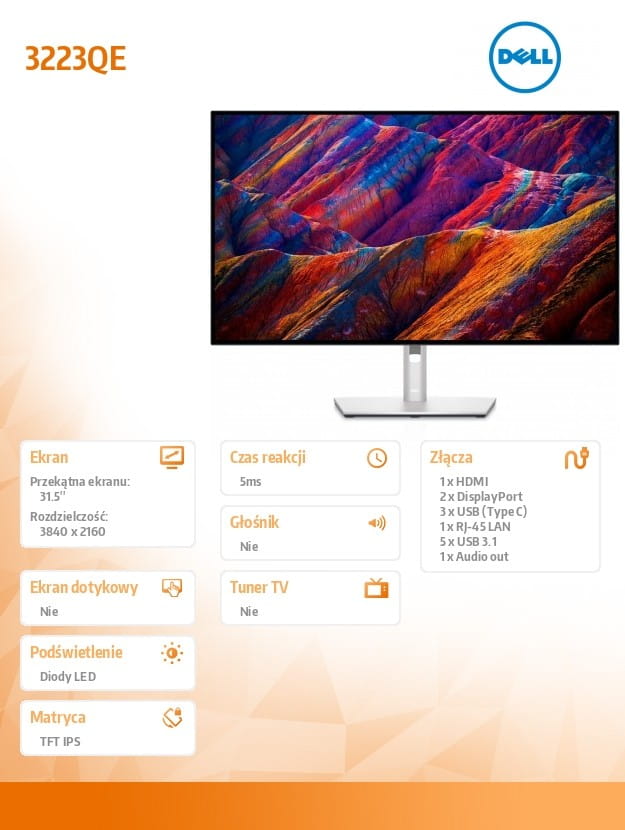 3223QE
DELL
Ekran
Przekątna ekranu:
31.5"
Rozdzielczość:
3840 x 2160
Ekran dotykowy
Nie
Podświetlenie
Diody LED
Matryca
TFT IPS
Czas reakcji
5ms
Głośnik
Nie
Tuner TV
Nie
Złącza
1 x HDMI
2 x DisplayPort
3 x USB (Type C)
1 x RJ-45 LAN
5 x USB 3.1
1 x Audio out